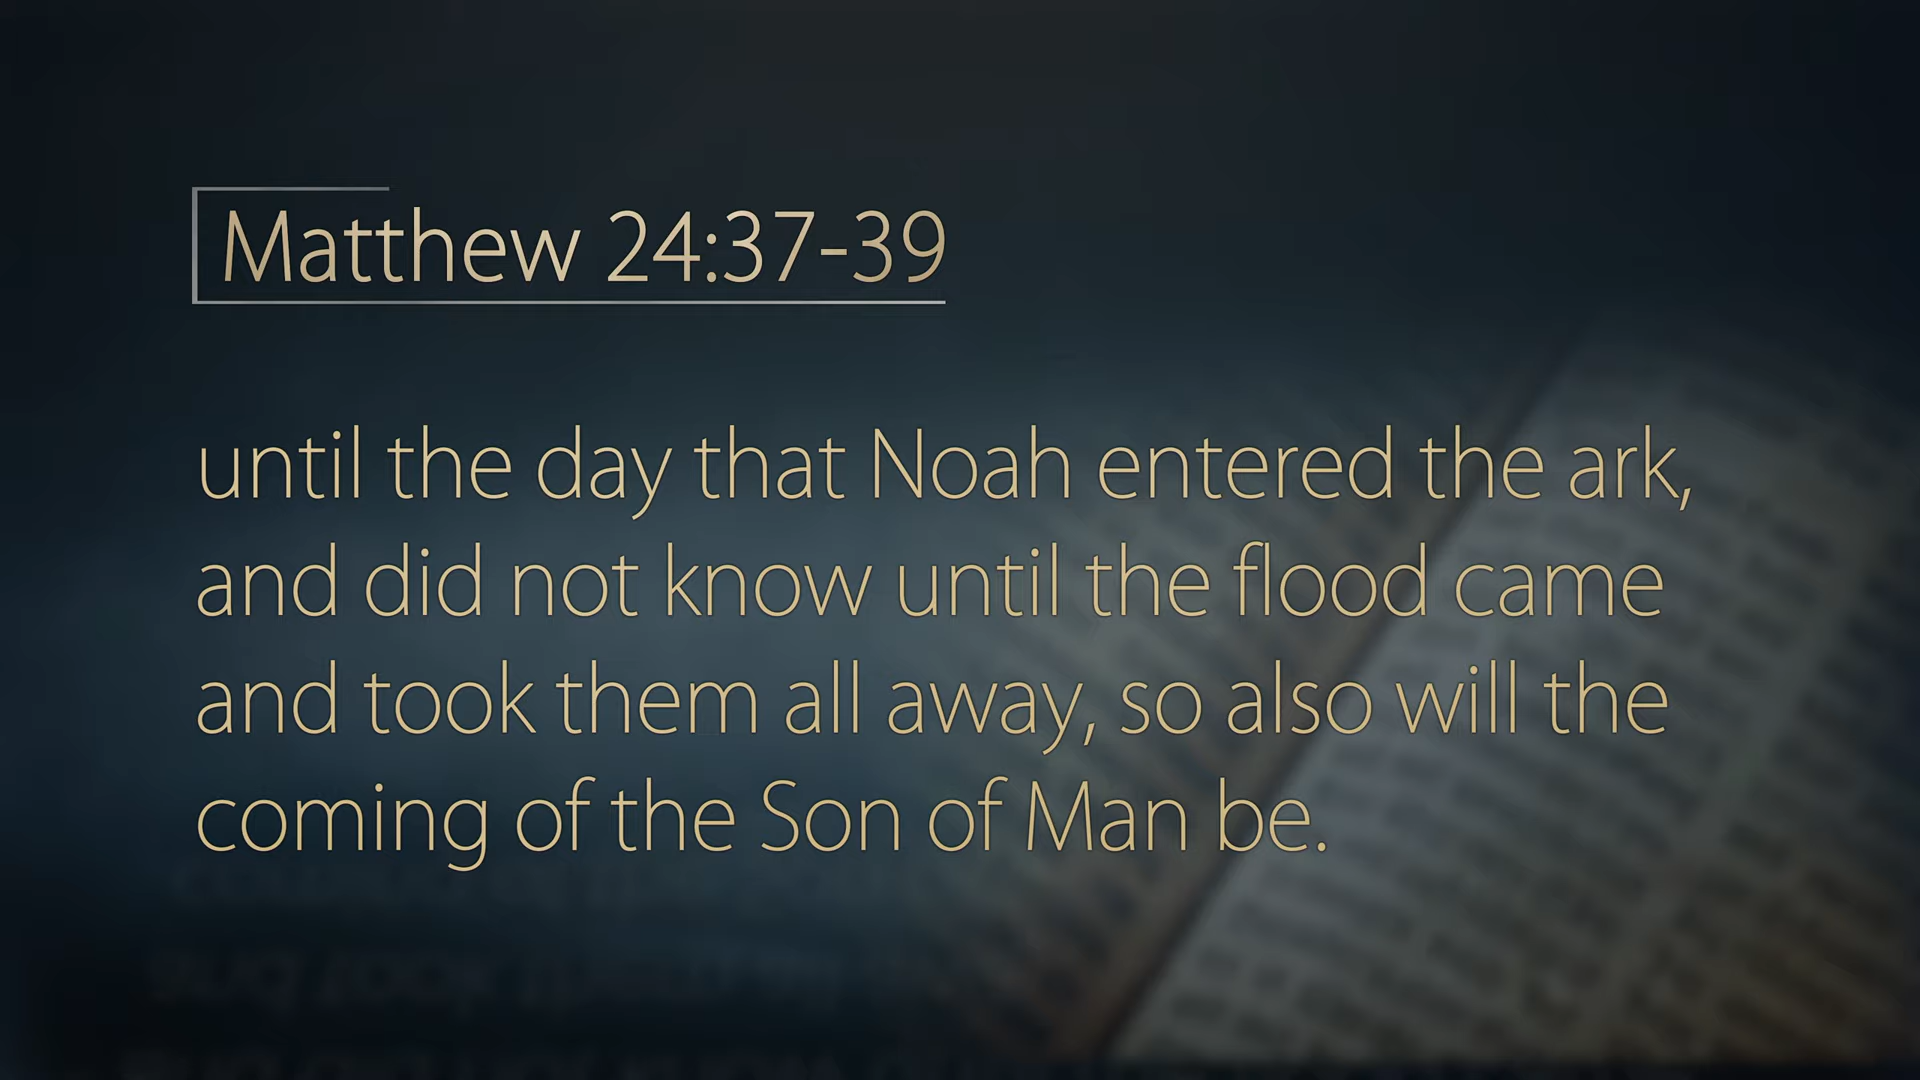 Matthew 24:37-39
until the day that Noah entered the ark,
and did not know until the flood came
and took them all away, so also will the
coming of the Son of Man be.